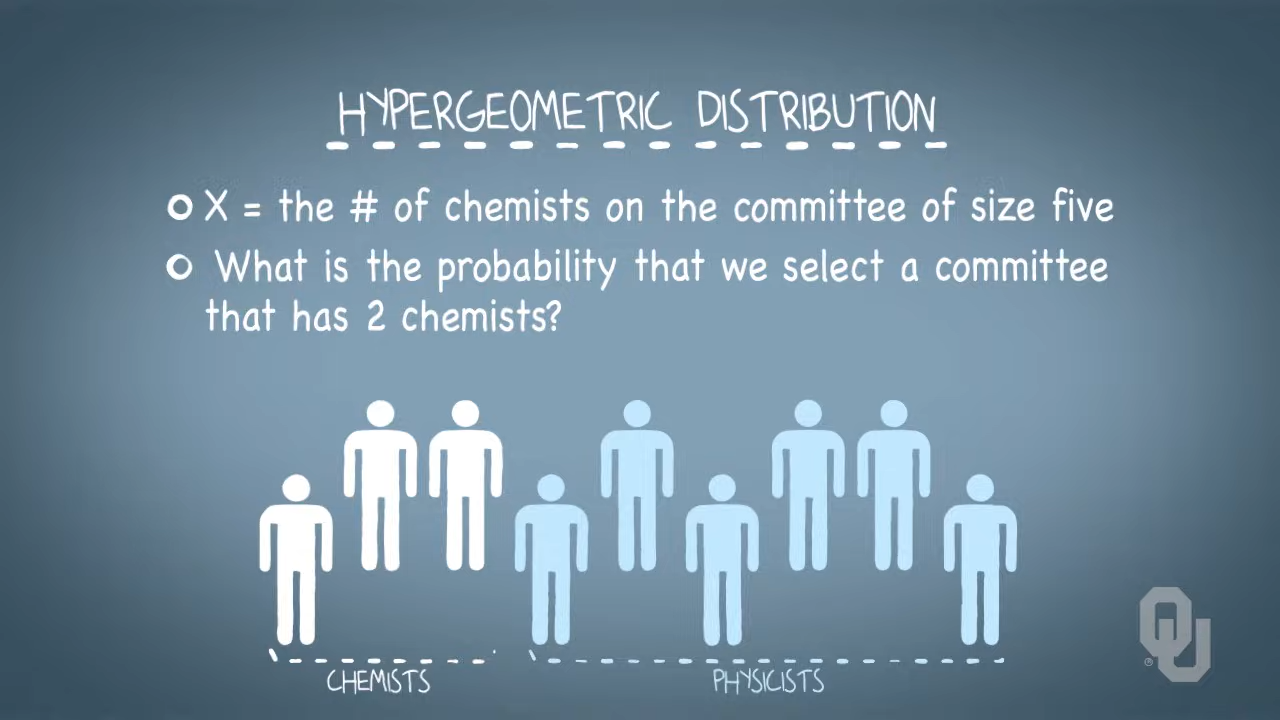 HYPERGEOMETRIC DISTRIBUTION
X = the # of chemists on the committee of size five
What is the probability that we select a committee
that has 2 chemists?
CHEMISTS
PHYSICISTS
OU
®